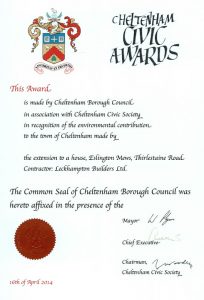 CHELTENHAM
CIVIC
AWARDS
This Award
is made by Cheltenham Borough Council
in association with Cheltenham Civic Society
in recognition of the environmental contribution
to the town of Cheltenham made by
the extension to a house, Eslington Mews, Thirlestaine Road.
Contractor: Leckhampton Builders Ltd.
The Common Seal of Cheltenham Borough Council was
hereto affixed in the presence of the
Mayor
Chief Executive
Chairman,
Cheltenham Civic Society
16th of April 2014